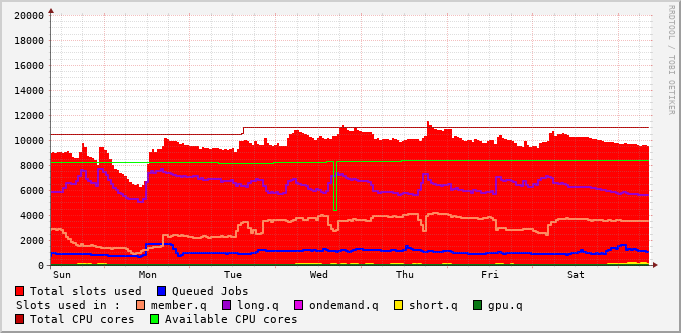 20000
18000
16000
14000
12000
10000
8000
6000
4000
2000
0
Sun Mon Tue Wed Thu Fri Sat
RRDTOOL / TOBI OETIKER
Total slots used Queued Jobs
Slots used in : member.q long.q ondemand.q short.q gpu.q
Total CPU cores Available CPU cores